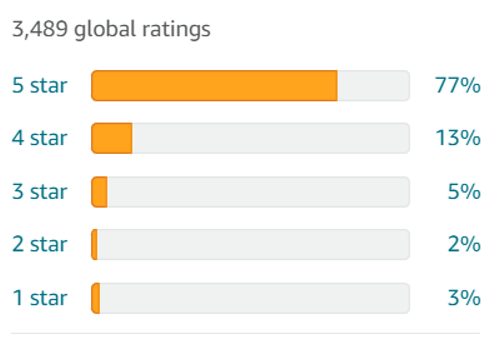 3,489 global ratings
5 star 77%
4 star 13%
3 star 5%
2 star 2%
1 star 3%